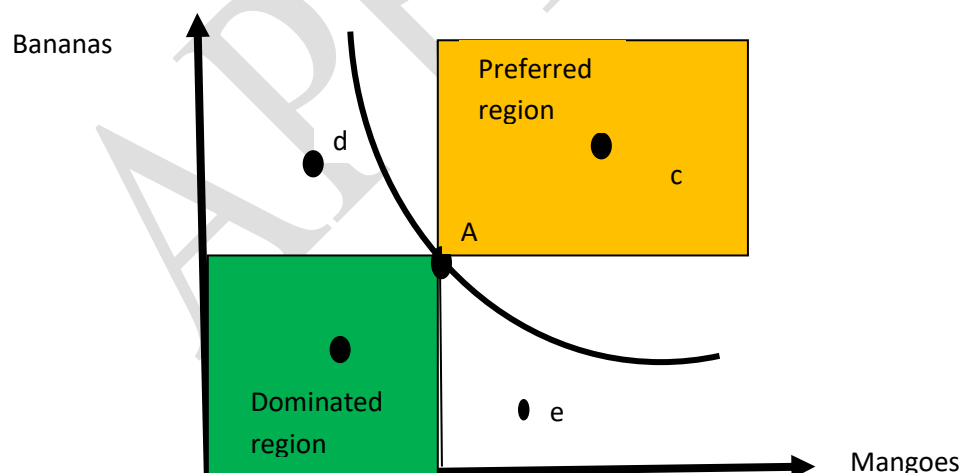 Bananas
Preferred
region
d
c
A
Dominated
region
e
Mangoes